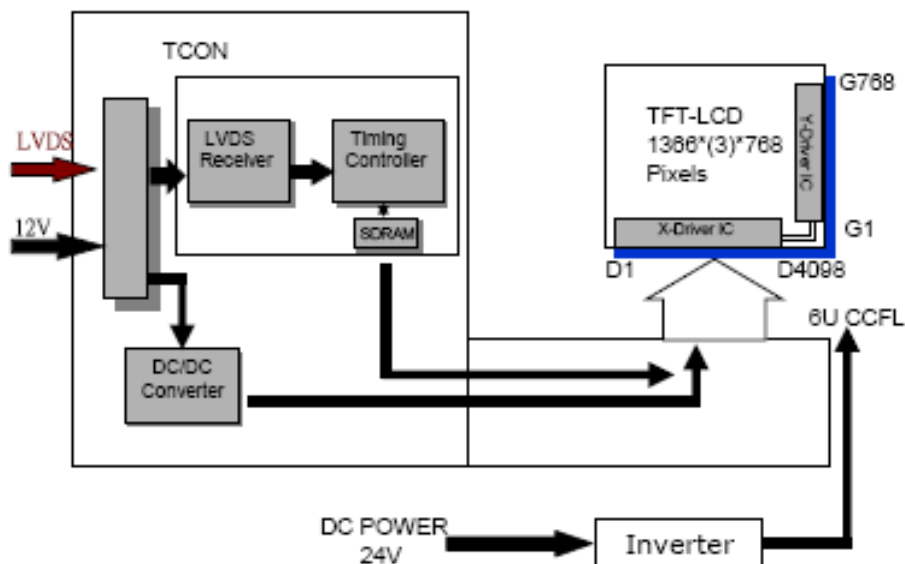 TCON
LVDS
LVDS
Receiver
Timing
Controller
SDRAM
12V
DC/DC
Converter
TFT-LCD
1366*(3)*768
Pixels
Y-Driver IC
X-Driver IC
G768
G1
D1
D4098
6U CCFL
DC POWER
24V
Inverter